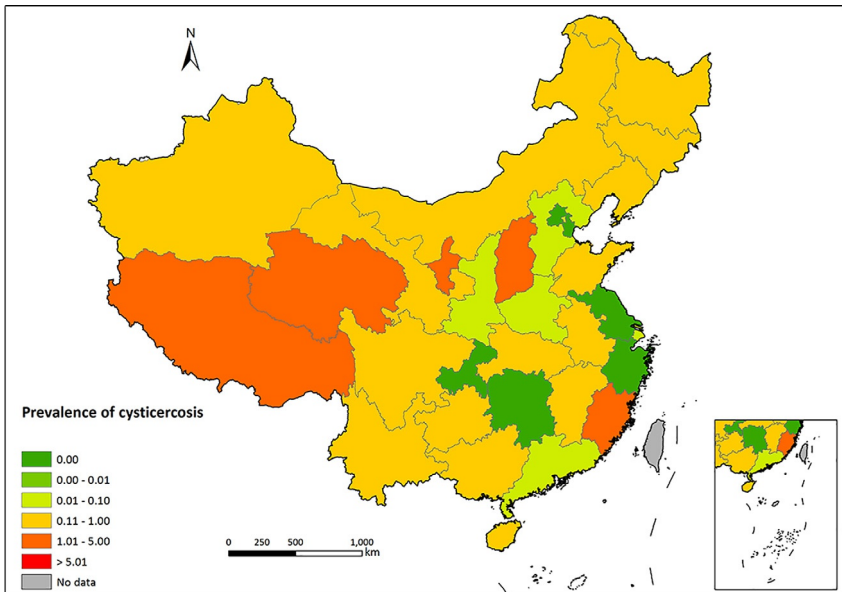 N
Prevalence of cysticercosis
0.00
0.00 - 0.01
0.01 - 0.10
0.11 - 1.00
1.01 - 5.00
> 5.01
No data
0 250 500 1,000
km